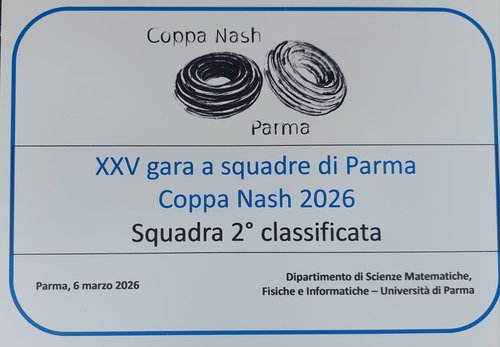 Coppa Nash
Parma
XXV gara a squadre di Parma
Coppa Nash 2026
Squadra 2° classificata
Parma, 6 marzo 2026
Dipartimento di Scienze Matematiche,
Fisiche e Informatiche – Università di Parma